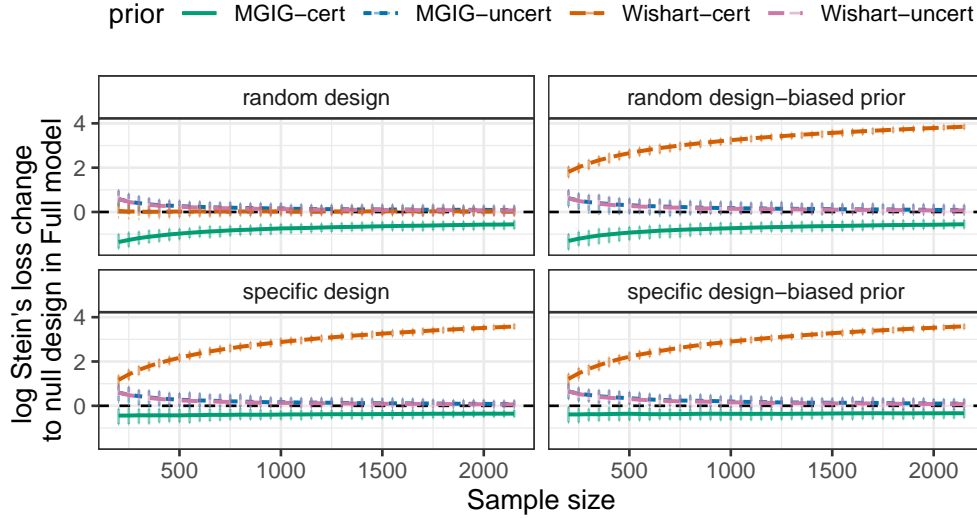 prior MGIG−cert MGIG−uncert Wishart−cert Wishart−uncert
random design
random design−biased prior
4
2
0
specific design
specific design−biased prior
4
2
0
500 1000 1500 2000
500 1000 1500 2000
Sample size
log Stein's loss change
to null design in Full model